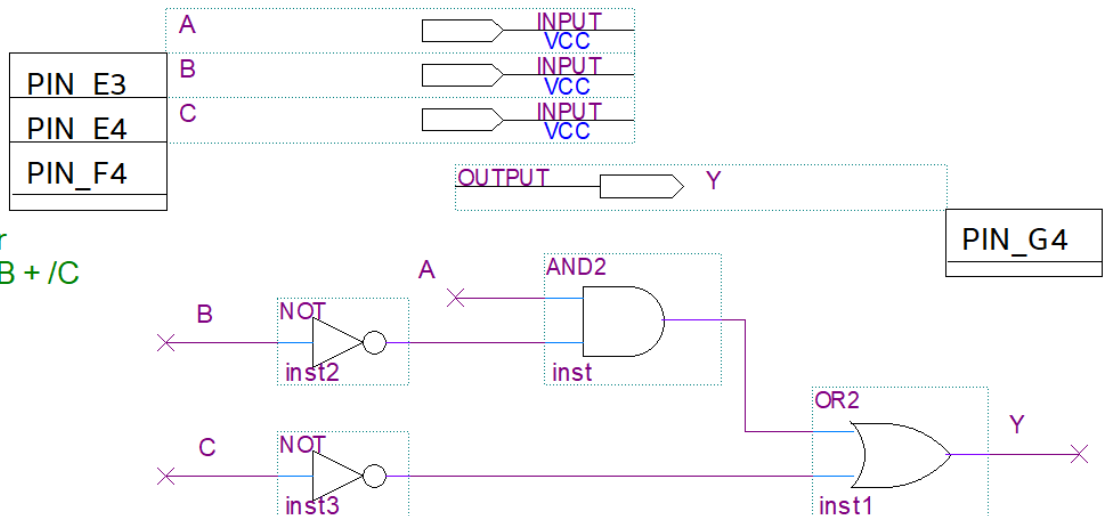 A
INPUT
VCC
B
INPUT
VCC
C
INPUT
VCC
PIN_E3
PIN_E4
PIN_F4
OUTPUT
Y
PIN_G4
r
B + /C
A
AND2
inst
B
NOT
inst2
OR2
Y
inst1
C
NOT
inst3